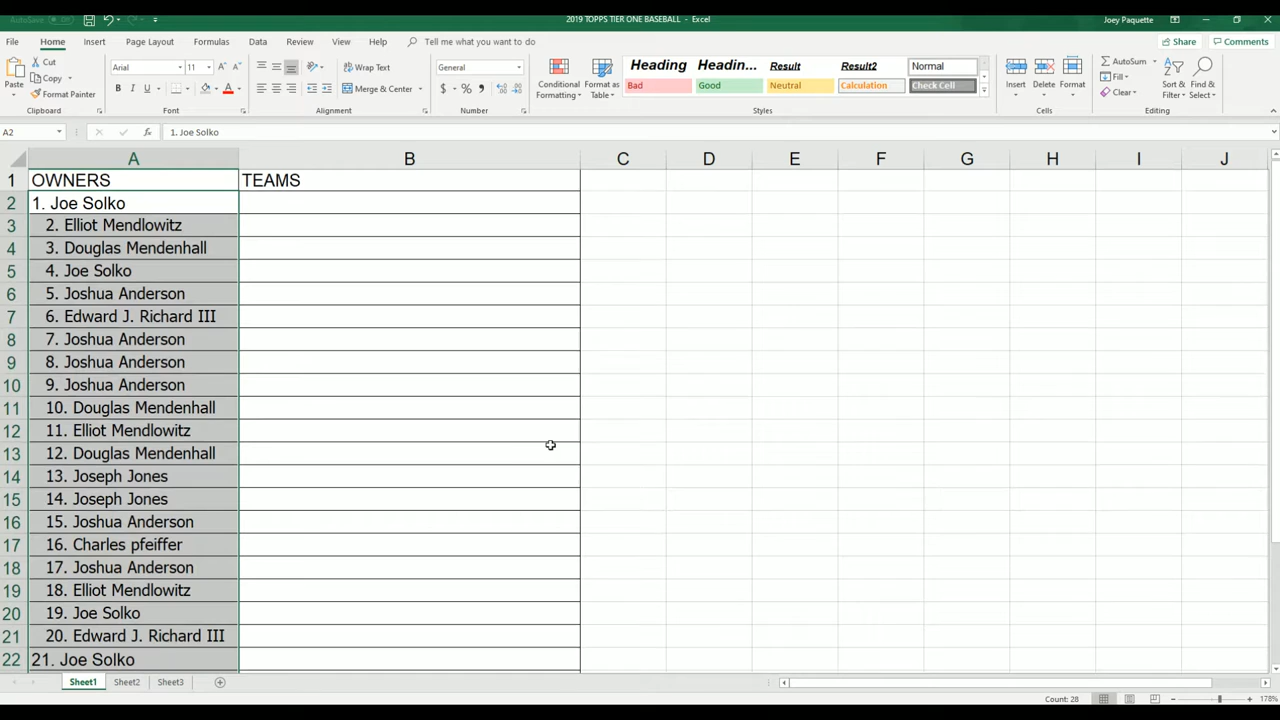 AutoSave Off
2019 TOPPS TIER ONE BASEBALL - Excel
Joey Paquette
File Home Insert Page Layout Formulas Data Review View Help Tell me what you want to do
Share Comments
Paste
Cut
Copy
Format Painter
Clipboard
Arial 11
B I U A
Font
Wrap Text
Merge & Center
Alignment
General
$ % ,
Number
Conditional Formatting
Format as Table
Heading Headin... Result Result2 Normal
Bad Good Neutral Calculation Check Cell
Styles
Insert Delete Format
Cells
AutoSum
Fill
Clear
Sort & Filter
Find & Select
Editing
A2 fx 1. Joe Solko
A B C D E F G H I J
1 OWNERS TEAMS
2 1. Joe Solko
3 2. Elliot Mendlowitz
4 3. Douglas Mendenhall
5 4. Joe Solko
6 5. Joshua Anderson
7 6. Edward J. Richard III
8 7. Joshua Anderson
9 8. Joshua Anderson
10 9. Joshua Anderson
11 10. Douglas Mendenhall
12 11. Elliot Mendlowitz
13 12. Douglas Mendenhall
14 13. Joseph Jones
15 14. Joseph Jones
16 15. Joshua Anderson
17 16. Charles pfeiffer
18 17. Joshua Anderson
19 18. Elliot Mendlowitz
20 19. Joe Solko
21 20. Edward J. Richard III
22 21. Joe Solko
Sheet1 Sheet2 Sheet3
Count: 28
178%